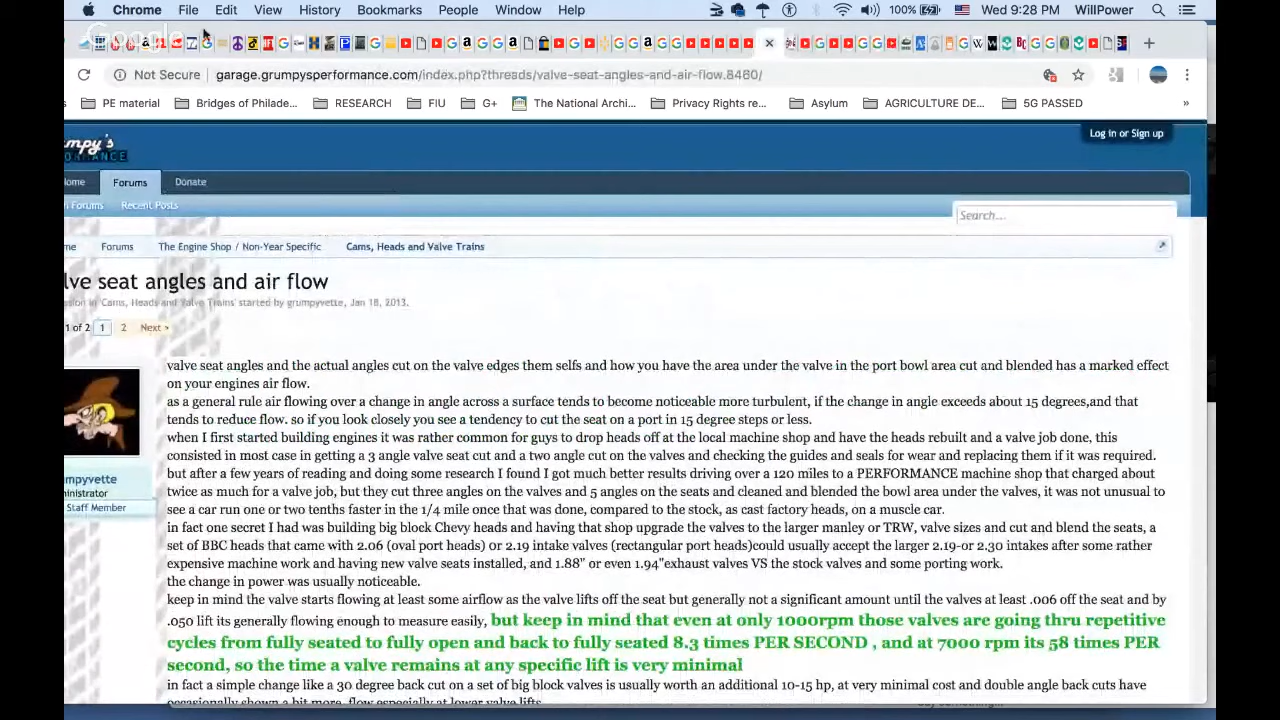 Chrome File Edit View History Bookmarks People Window Help 100% Wed 9:28 PM WillPower
Google
Not Secure garage.grumpysperformance.com/index.php?threads/valve-seat-angles-and-air-flow.8460/
PE material Bridges of Philade... RESEARCH FIU G+ The National Archi... Privacy Rights re... Asylum AGRICULTURE DE... 5G PASSED »
Log in or Sign up
mpy's
ORMANCE
ome Forums Donate
Forums Recent Posts
Search...
me Forums The Engine Shop / Non-Year Specific Cams, Heads and Valve Trains
lve seat angles and air flow
ssion in 'Cams, Heads and Valve Trains' started by grumpyvette, Jan 18, 2013.
1 of 2 1 2 Next >
valve seat angles and the actual angles cut on the valve edges them selfs and how you have the area under the valve in the port bowl area cut and blended has a marked effect
on your engines air flow.
as a general rule air flowing over a change in angle across a surface tends to become noticeable more turbulent, if the change in angle exceeds about 15 degrees,and that
tends to reduce flow. so if you look closely you see a tendency to cut the seat on a port in 15 degree steps or less.
when I first started building engines it was rather common for guys to drop heads off at the local machine shop and have the heads rebuilt and a valve job done, this
consisted in most case in getting a 3 angle valve seat cut and a two angle cut on the valves and checking the guides and seals for wear and replacing them if it was required.
but after a few years of reading and doing some research I found I got much better results driving over a 120 miles to a PERFORMANCE machine shop that charged about
twice as much for a valve job, but they cut three angles on the valves and 5 angles on the seats and cleaned and blended the bowl area under the valves, it was not unusual to
see a car run one or two tenths faster in the 1/4 mile once that was done, compared to the stock, as cast factory heads, on a muscle car.
in fact one secret I had was building big block Chevy heads and having that shop upgrade the valves to the larger manley or TRW, valve sizes and cut and blend the seats, a
set of BBC heads that came with 2.06 (oval port heads) or 2.19 intake valves (rectangular port heads)could usually accept the larger 2.19-or 2.30 intakes after some rather
expensive machine work and having new valve seats installed, and 1.88" or even 1.94"exhaust valves VS the stock valves and some porting work.
the change in power was usually noticeable.
keep in mind the valve starts flowing at least some airflow as the valve lifts off the seat but generally not a significant amount until the valves at least .006 off the seat and by
.050 lift its generally flowing enough to measure easily, but keep in mind that even at only 1000rpm those valves are going thru repetitive
cycles from fully seated to fully open and back to fully seated 8.3 times PER SECOND , and at 7000 rpm its 58 times PER
second, so the time a valve remains at any specific lift is very minimal
in fact a simple change like a 30 degree back cut on a set of big block valves is usually worth an additional 10-15 hp, at very minimal cost and double angle back cuts have
occasionally shown a bit more flow especially at lower valve lifts
mpyvette
ministrator
Staff Member